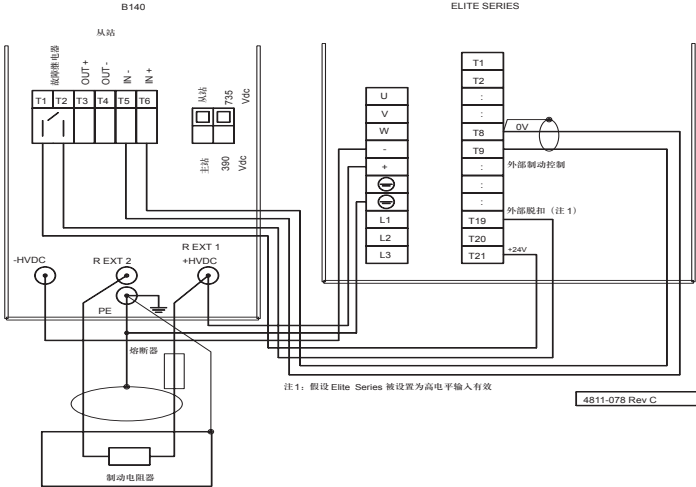 B140
ELITE SERIES
从站
故障继电器
OUT +
OUT -
IN -
IN +
T1 T2 T3 T4 T5 T6
从站
735
Vdc
主站
390
Vdc
U
V
W
-
+
L1
L2
L3
T1
T2
:
:
T8
T9
:
:
:
T19
T20
T21
0V
外部制动控制
外部脱扣（注 1）
+24V
-HVDC
R EXT 2
R EXT 1
+HVDC
PE
熔断器
制动电阻器
注1：假设 Elite Series 被设置为高电平输入有效
4811-078 Rev C